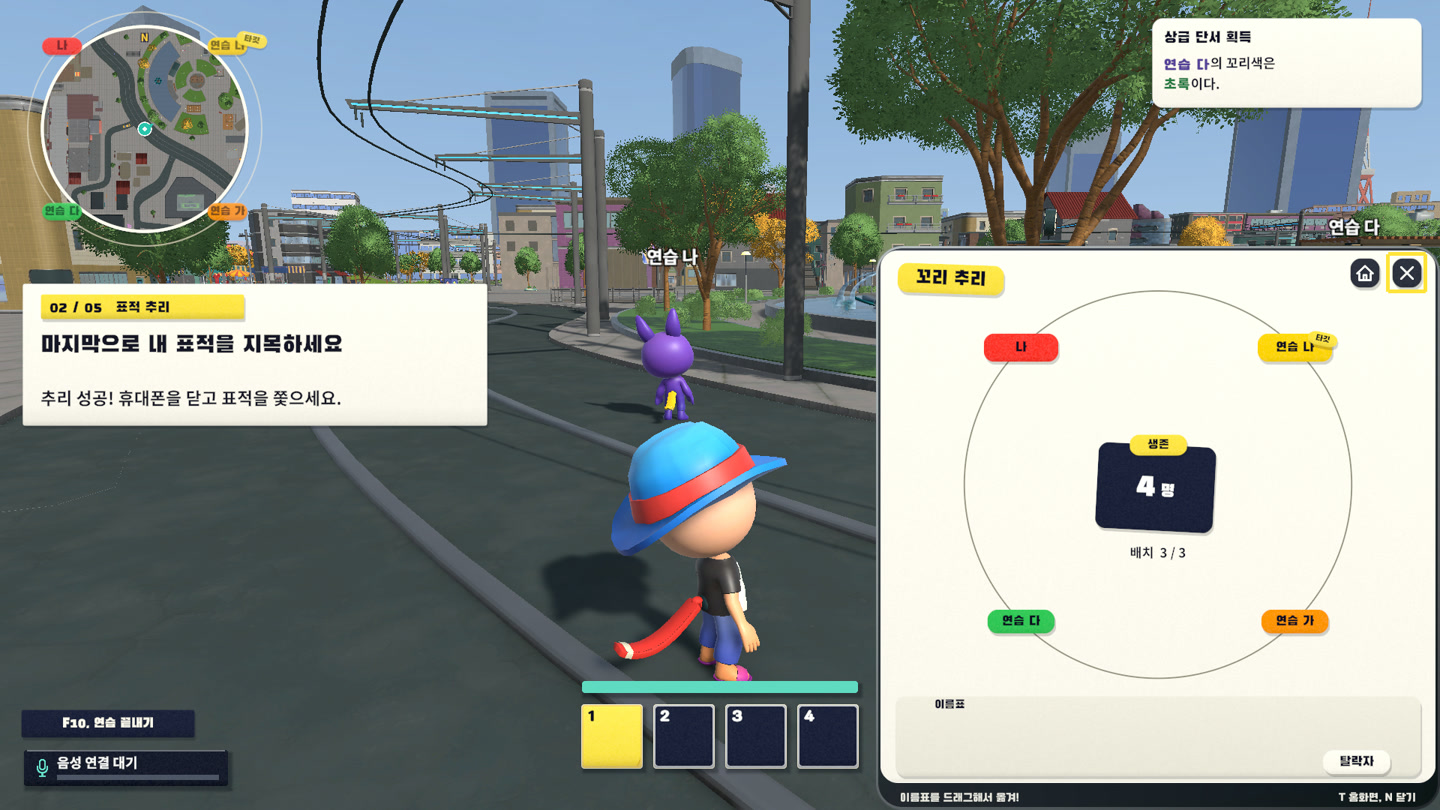 N
나
연습 나
타킷
연습 다
연습 가
상급 단서 획득
연습 다의 꼬리색은
초록이다.
연습 다
연습 나
02 / 05 표적 추리
마지막으로 내 표적을 지목하세요
추리 성공! 휴대폰을 닫고 표적을 쫓으세요.
꼬리 추리
나
연습 나
타킷
생존
4 명
배치 3 / 3
연습 다
연습 가
이름표
탈락자
이름표를 드래그해서 옮겨!
T 홈화면, N 닫기
1
2
3
4
F10, 연습 끝내기
음성 연결 대기